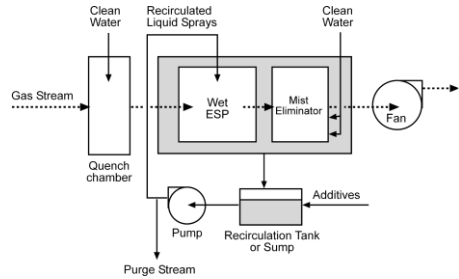 Clean
Water
Recirculated
Liquid Sprays
Clean
Water
Gas Stream
Wet
ESP
Mist
Eliminator
Fan
Quench
chamber
Additives
Pump
Recirculation Tank
or Sump
Purge Stream